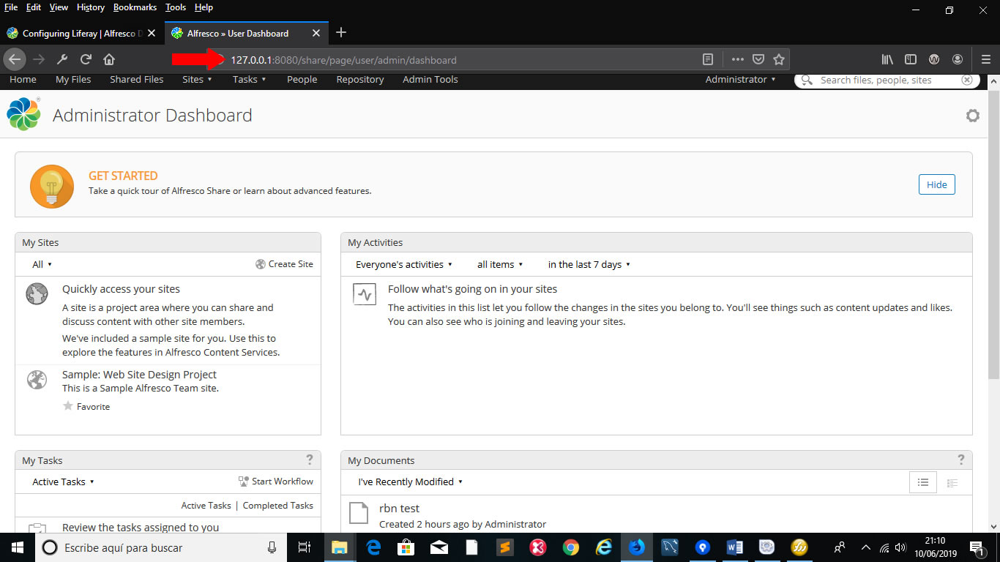 File Edit View History Bookmarks Tools Help
Configuring Liferay | Alfresco D
Alfresco » User Dashboard
127.0.0.1:8080/share/page/user/admin/dashboard
Home My Files Shared Files Sites ▾ Tasks ▾ People Repository Admin Tools Administrator ▾ Search files, people, sites
Administrator Dashboard
GET STARTED
Take a quick tour of Alfresco Share or learn about advanced features.
Hide
My Sites
All ▾ Create Site
Quickly access your sites
A site is a project area where you can share and
discuss content with other site members.
We've included a sample site for you. Use this to
explore the features in Alfresco Content Services.
Sample: Web Site Design Project
This is a Sample Alfresco Team site.
Favorite
My Activities
Everyone's activities ▾ all items ▾ in the last 7 days ▾
Follow what's going on in your sites
The activities in this list let you follow the changes in the sites you belong to. You'll see things such as content updates and likes.
You can also see who is joining and leaving your sites.
My Tasks ?
Active Tasks ▾ Start Workflow
Active Tasks | Completed Tasks
Review the tasks assigned to you
My Documents ?
I've Recently Modified ▾
rbn test
Created 2 hours ago by Administrator
Escribe aquí para buscar
21:10
10/06/2019
1